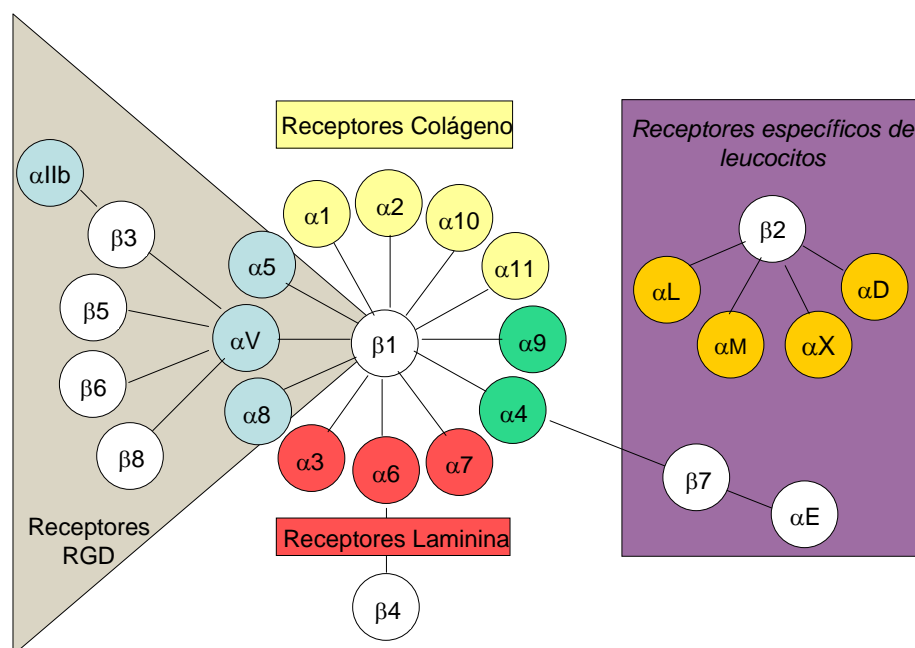 Receptores Colágeno
Receptores específicos de
leucocitos
αIIb
β3
β5
β6
β8
α5
αV
α8
α1
α2
α10
α11
β1
α9
α4
α3
α6
α7
β2
αL
αM
αX
αD
β7
αE
Receptores
RGD
Receptores Laminina
β4